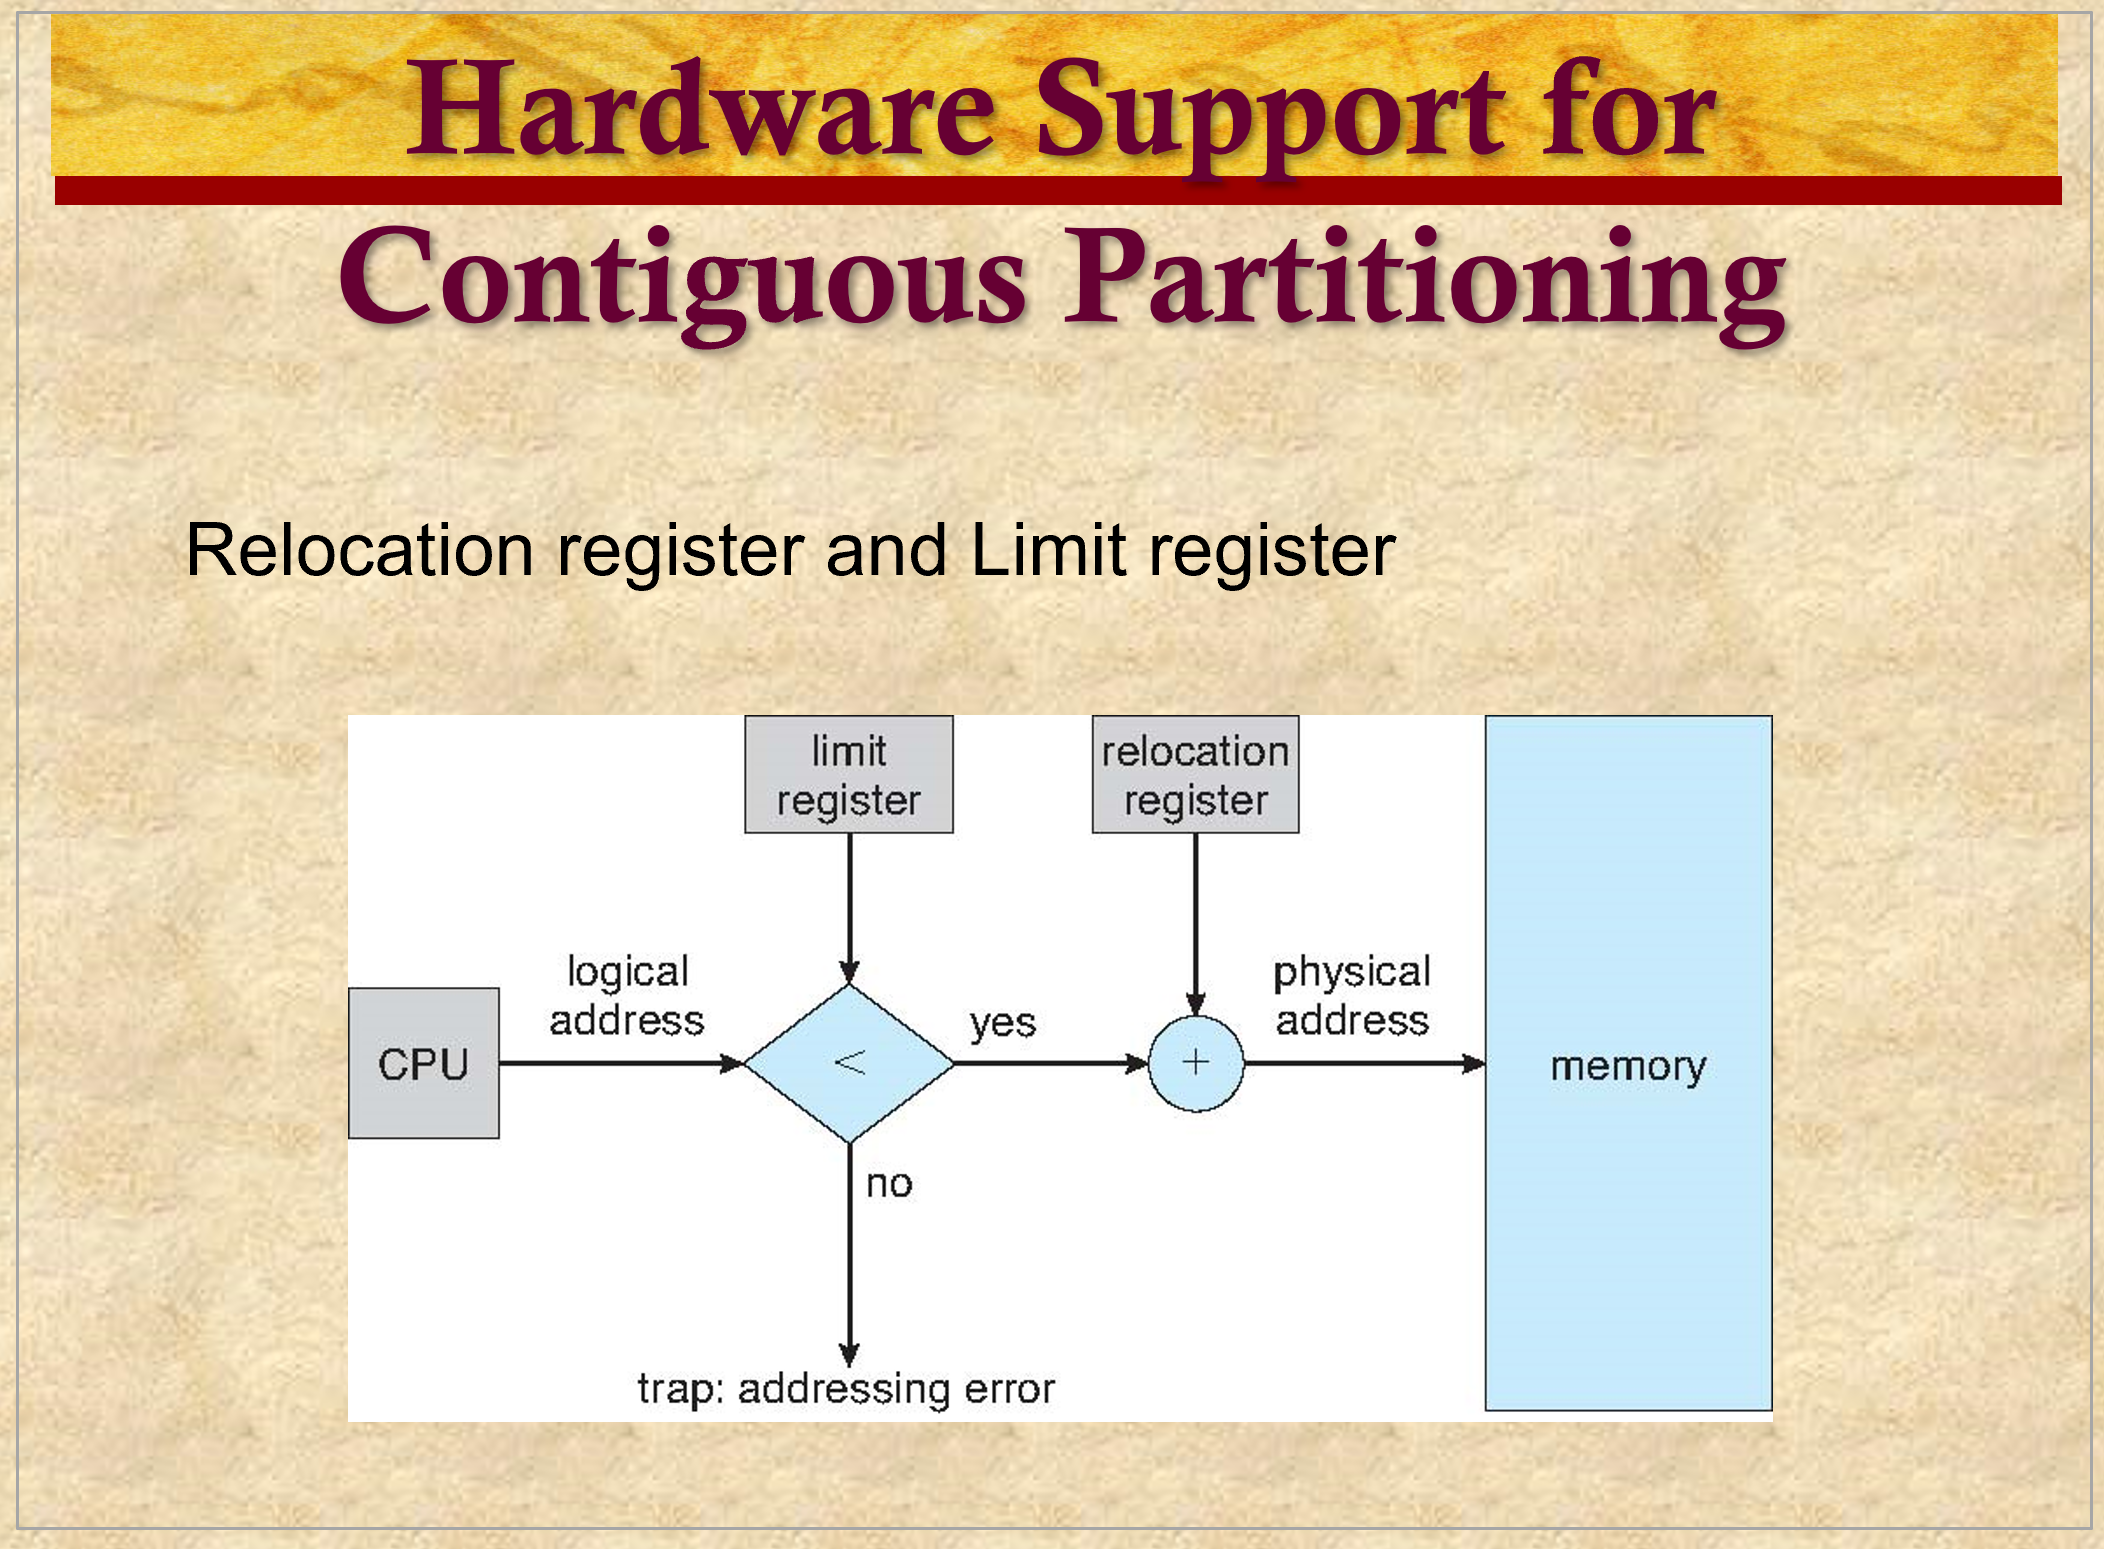 Hardware Support for
Contiguous Partitioning
Relocation register and Limit register
limit
register
relocation
register
logical
address
physical
address
yes
CPU
<
+
memory
no
trap: addressing error